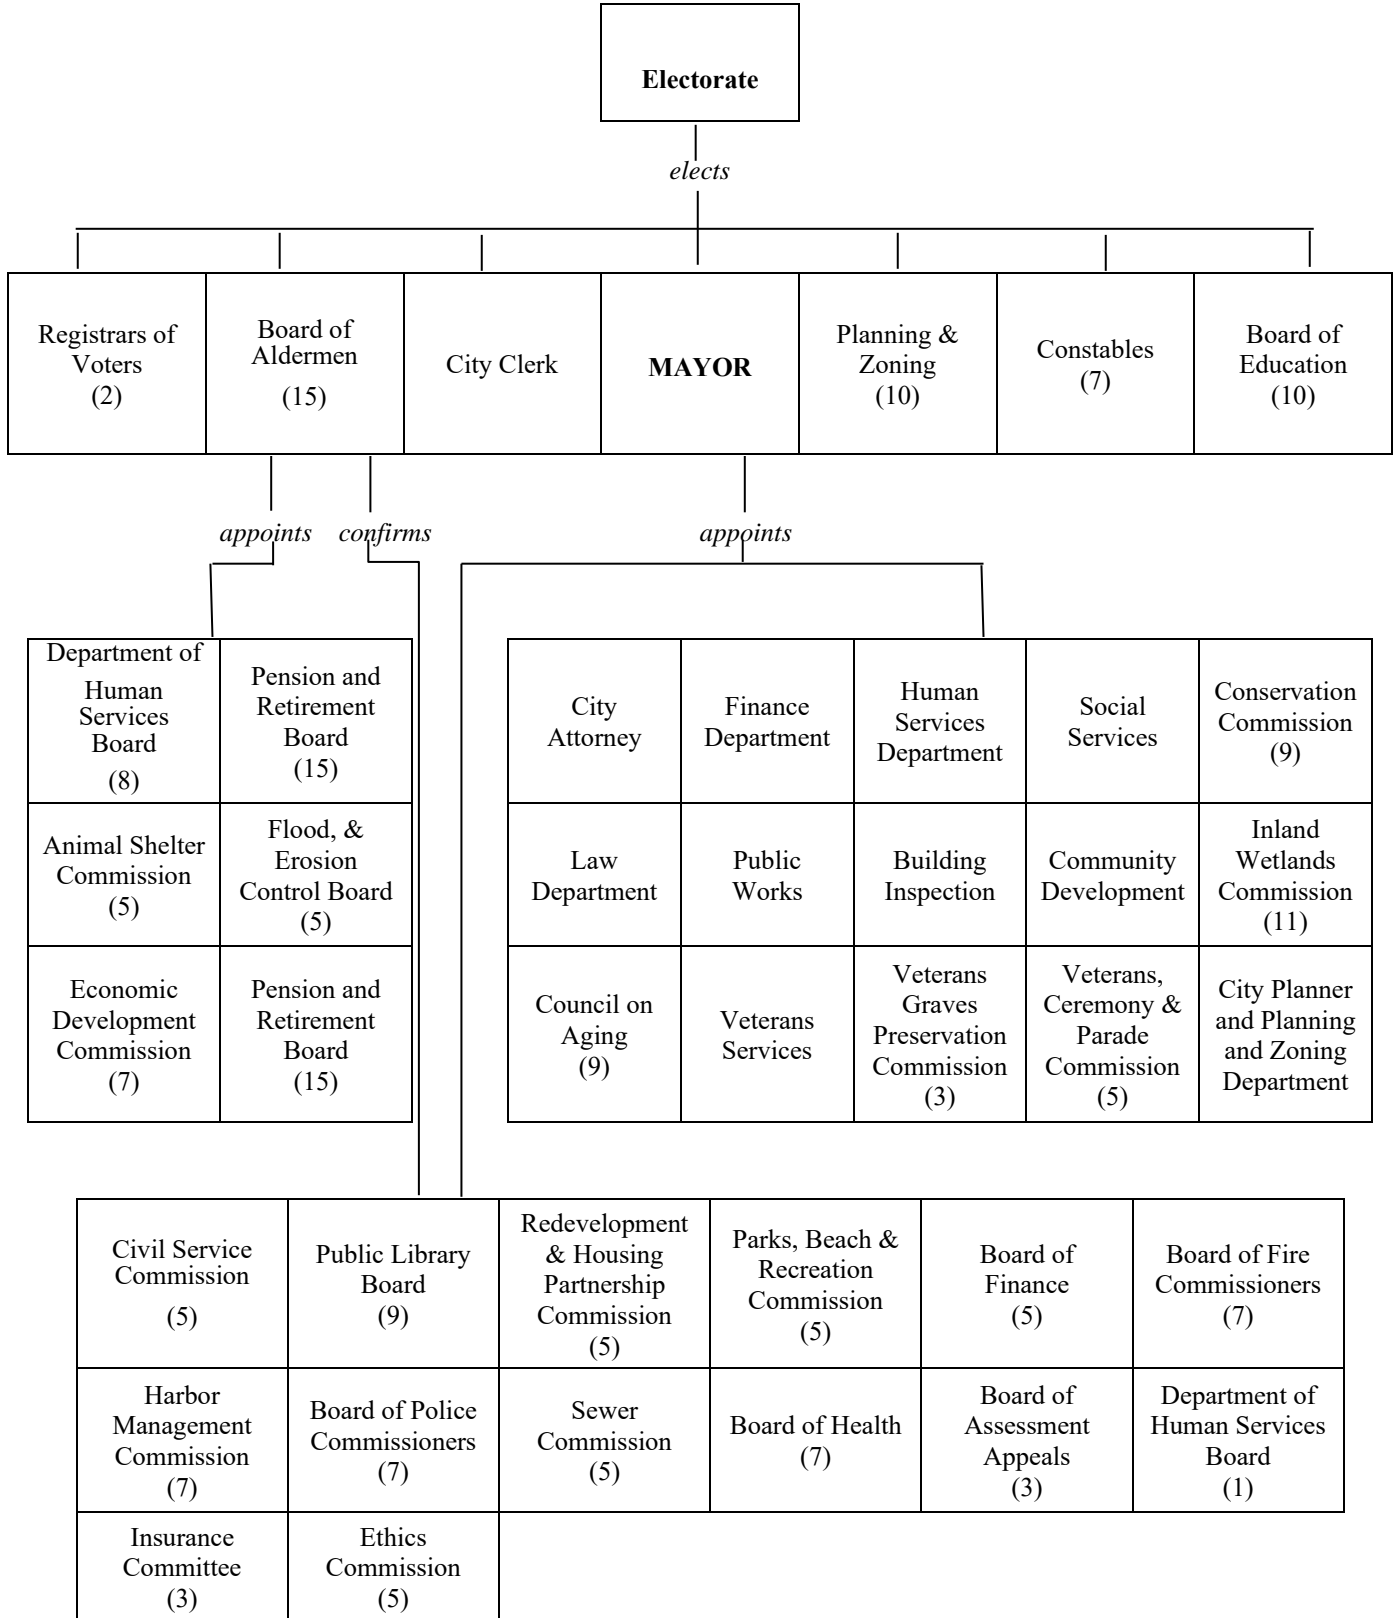 Electorate
elects
Registrars of
Voters
(2)
Board of
Aldermen
(15)
City Clerk
MAYOR
Planning &
Zoning
(10)
Constables
(7)
Board of
Education
(10)
appoints
confirms
appoints
Department of
Human
Services
Board
(8)
Pension and
Retirement
Board
(15)
Animal Shelter
Commission
(5)
Flood, &
Erosion
Control Board
(5)
Economic
Development
Commission
(7)
Pension and
Retirement
Board
(15)
City
Attorney
Finance
Department
Human
Services
Department
Social
Services
Conservation
Commission
(9)
Law
Department
Public
Works
Building
Inspection
Community
Development
Inland
Wetlands
Commission
(11)
Council on
Aging
(9)
Veterans
Services
Veterans
Graves
Preservation
Commission
(3)
Veterans,
Ceremony &
Parade
Commission
(5)
City Planner
and Planning
and Zoning
Department
Civil Service
Commission
(5)
Public Library
Board
(9)
Redevelopment
& Housing
Partnership
Commission
(5)
Parks, Beach &
Recreation
Commission
(5)
Board of
Finance
(5)
Board of Fire
Commissioners
(7)
Harbor
Management
Commission
(7)
Board of Police
Commissioners
(7)
Sewer
Commission
(5)
Board of Health
(7)
Board of
Assessment
Appeals
(3)
Department of
Human Services
Board
(1)
Insurance
Committee
(3)
Ethics
Commission
(5)